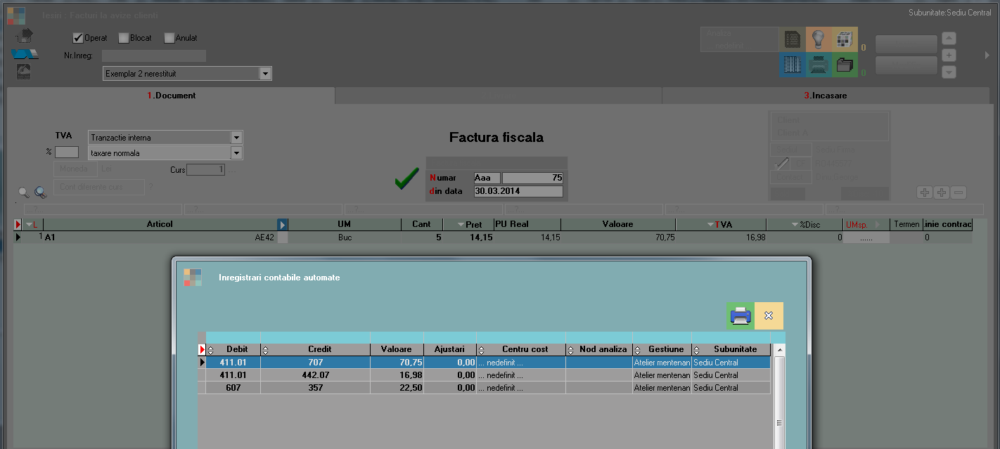 Iesiri : Facturi la avize clienti
Subunitate:Sediu Central
Operat Blocat Anulat
Analiza
nedefinit
Nr.Inreg:
0
Exemplar 2 nerestituit
0
1.Document 3.Incasare
TVA Tranzactie interna
% taxare normala
Moneda Lei Curs 1 ...
Cont diferente curs ?
Factura fiscala
Numar Aaa 75
din data 30.03.2014
Client
Client A
...?... ...?... ...?... ...?... ...?... ...?...
L Articol UM Cant Pret PU Real Valoare TVA %Disc UMsp. Termen inie contrac
1 A1 AE42 Buc 5 14,15 14,15 70,75 16,98 0 ...... 0
Inregistrari contabile automate
Debit Credit Valoare Ajustari Centru cost Nod analiza Gestiune Subunitate
411.01 707 70,75 0,00 ... nedefinit ... Atelier mentenan Sediu Central
411.01 442.07 16,98 0,00 ... nedefinit ... Atelier mentenan Sediu Central
607 357 22,50 0,00 ... nedefinit ... Atelier mentenan Sediu Central